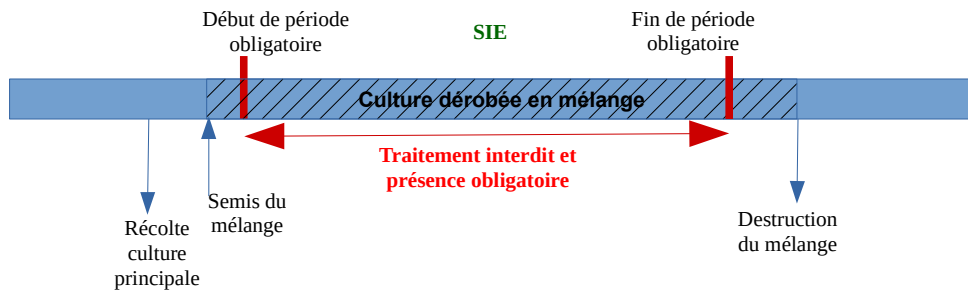 Début de période
obligatoire
SIE
Fin de période
obligatoire
Culture dérobée en mélange
Traitement interdit et
présence obligatoire
Semis du
mélange
Récolte
culture
principale
Destruction
du mélange